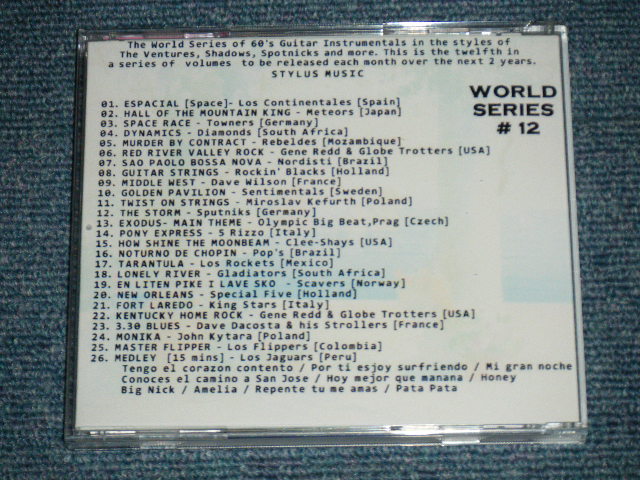 The World Series of 60's Guitar Instrumentals in the styles of
The Ventures, Shadows, Spotnicks and more. This is the twelfth in
a series of volumes to be released each month over the next 2 years.
STYLUS MUSIC
WORLD
SERIES
# 12
01. ESPACIAL [Space]- Los Continentales [Spain]
02. HALL OF THE MOUNTAIN KING - Meteors [Japan]
03. SPACE RACE - Towners [Germany]
04. DYNAMICS - Diamonds [South Africa]
05. MURDER BY CONTRACT - Rebeldes [Mozambique]
06. RED RIVER VALLEY ROCK - Gene Redd & Globe Trotters [USA]
07. SAO PAOLO BOSSA NOVA - Nordisti [Brazil]
08. GUITAR STRINGS - Rockin' Blacks [Holland]
09. MIDDLE WEST - Dave Wilson [France]
10. GOLDEN PAVILION - Sentimentals [Sweden]
11. TWIST ON STRINGS - Miroslav Kefurth [Poland]
12. THE STORM - Sputniks [Germany]
13. EXODUS- MAIN THEME - Olympic Big Beat,Prag [Czech]
14. PONY EXPRESS - 5 Rizzo [Italy]
15. HOW SHINE THE MOONBEAM - Clee-Shays [USA]
16. NOTURNO DE CHOPIN - Pop's [Brazil]
17. TARANTULA - Los Rockets [Mexico]
18. LONELY RIVER - Gladiators [South Africa]
19. EN LITEN PIKE I LAVE SKO - Scavers [Norway]
20. NEW ORLEANS - Special Five [Holland]
21. FORT LAREDO - King Stars [Italy]
22. KENTUCKY HOME ROCK - Gene Redd & Globe Trotters [USA]
23. 3.30 BLUES - Dave Dacosta & his Strollers [France]
24. MONIKA - John Kytara [Poland]
25. MASTER FLIPPER - Los Flippers [Colombia]
26. MEDLEY [15 mins] - Los Jaguars [Peru]
Tengo el corazon contento / Por ti esjoy surfriendo / Mi gran noche
Conoces el camino a San Jose / Hoy mejor que manana / Honey
Big Nick / Amelia / Repente tu me amas / Pata Pata